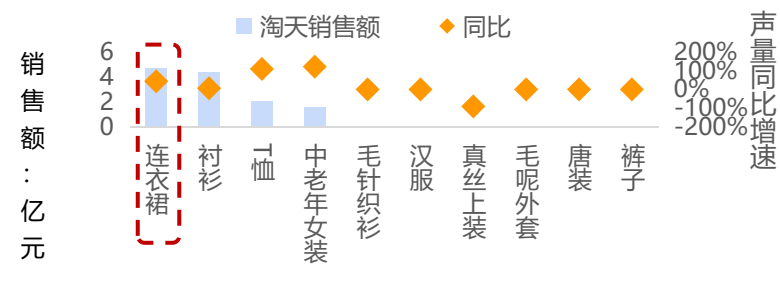 淘天销售额
同比
销售额：亿元
6
4
2
0
200%
100%
0%
-100%
-200%
声量同比增速
连衣裙
衬衫
T恤
中老年女装
毛针织衫
汉服
真丝上装
毛呢外套
唐装
裤子